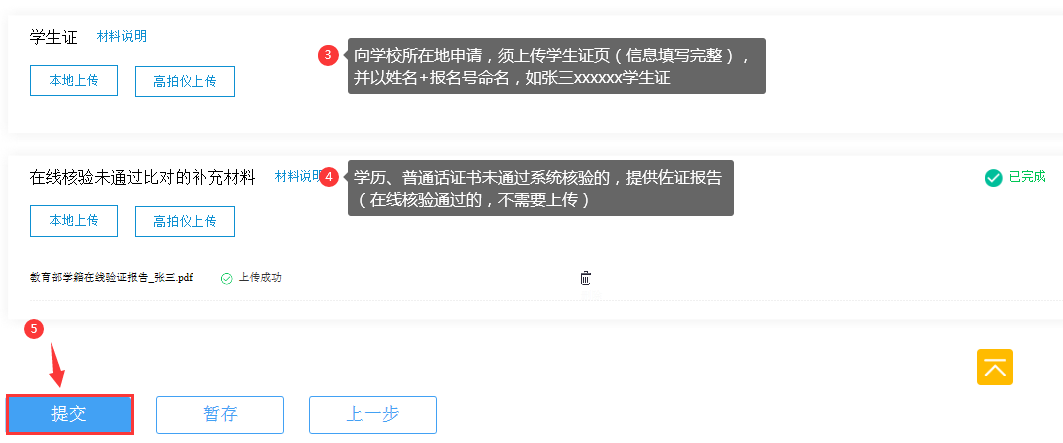 学生证 材料说明
3 向学校所在地申请，须上传学生证页（信息填写完整），
并以姓名+报名号命名，如张三xxxxxx学生证
本地上传 高拍仪上传
在线核验未通过比对的补充材料 材料说明
4 学历、普通话证书未通过系统核验的，提供佐证报告
（在线核验通过的，不需要上传）
已完成
本地上传 高拍仪上传
教育部学籍在线验证报告_张三.pdf 上传成功
5
提交 暂存 上一步